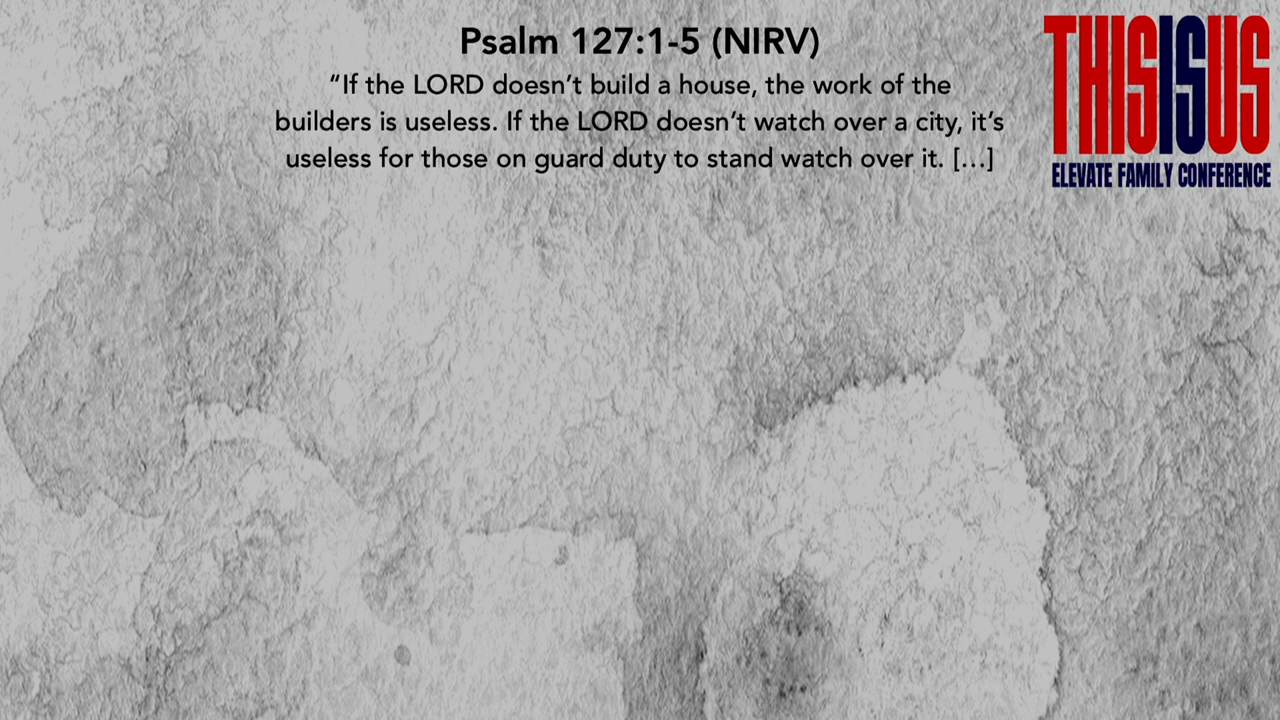 Psalm 127:1-5 (NIRV)
“If the LORD doesn’t build a house, the work of the
builders is useless. If the LORD doesn’t watch over a city, it’s
useless for those on guard duty to stand watch over it. […]
THISISUS
ELEVATE FAMILY CONFERENCE